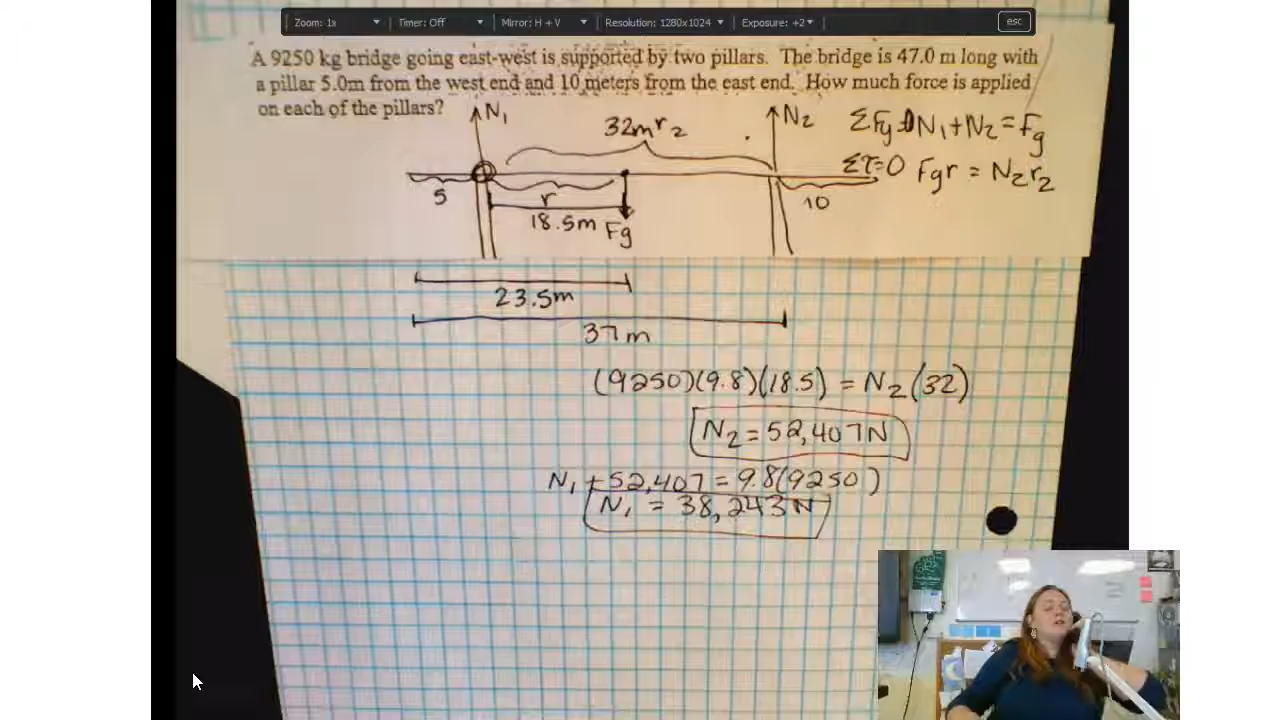 Zoom: 1x Timer: Off Mirror: H + V Resolution: 1280x1024 Exposure: +2 esc
A 9250 kg bridge going east-west is supported by two pillars. The bridge is 47.0 m long with
a pillar 5.0m from the west end and 10 meters from the east end. How much force is applied
on each of the pillars?
N₁
32m r₂
N₂
ΣFy=0 N₁+N₂=Fg
Στ=0 Fgr = N₂r₂
5
r
10
18.5m
Fg
23.5m
37m
(9250)(9.8)(18.5) = N₂(32)
N₂ = 52,407N
N₁ + 52,407 = 9.8(9250)
N₁ = 38,243N